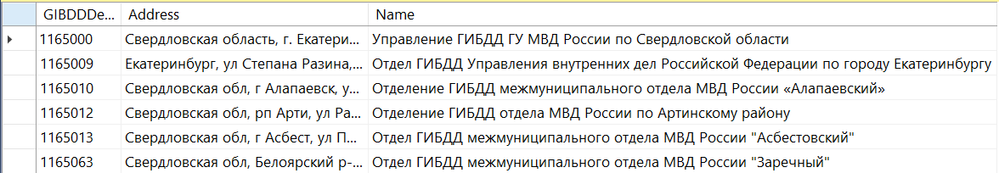 GIBDDDe... Address Name
1165000 Свердловская область, г. Екатери... Управление ГИБДД ГУ МВД России по Свердловской области
1165009 Екатеринбург, ул Степана Разина,... Отдел ГИБДД Управления внутренних дел Российской Федерации по городу Екатеринбургу
1165010 Свердловская обл, г Алапаевск, у... Отделение ГИБДД межмуниципального отдела МВД России «Алапаевский»
1165012 Свердловская обл, рп Арти, ул Ра... Отделение ГИБДД отдела МВД России по Артинскому району
1165013 Свердловская обл, г Асбест, ул П... Отдел ГИБДД межмуниципального отдела МВД России "Асбестовский"
1165063 Свердловская обл, Белоярский р-... Отдел ГИБДД межмуниципального отдела МВД России "Заречный"